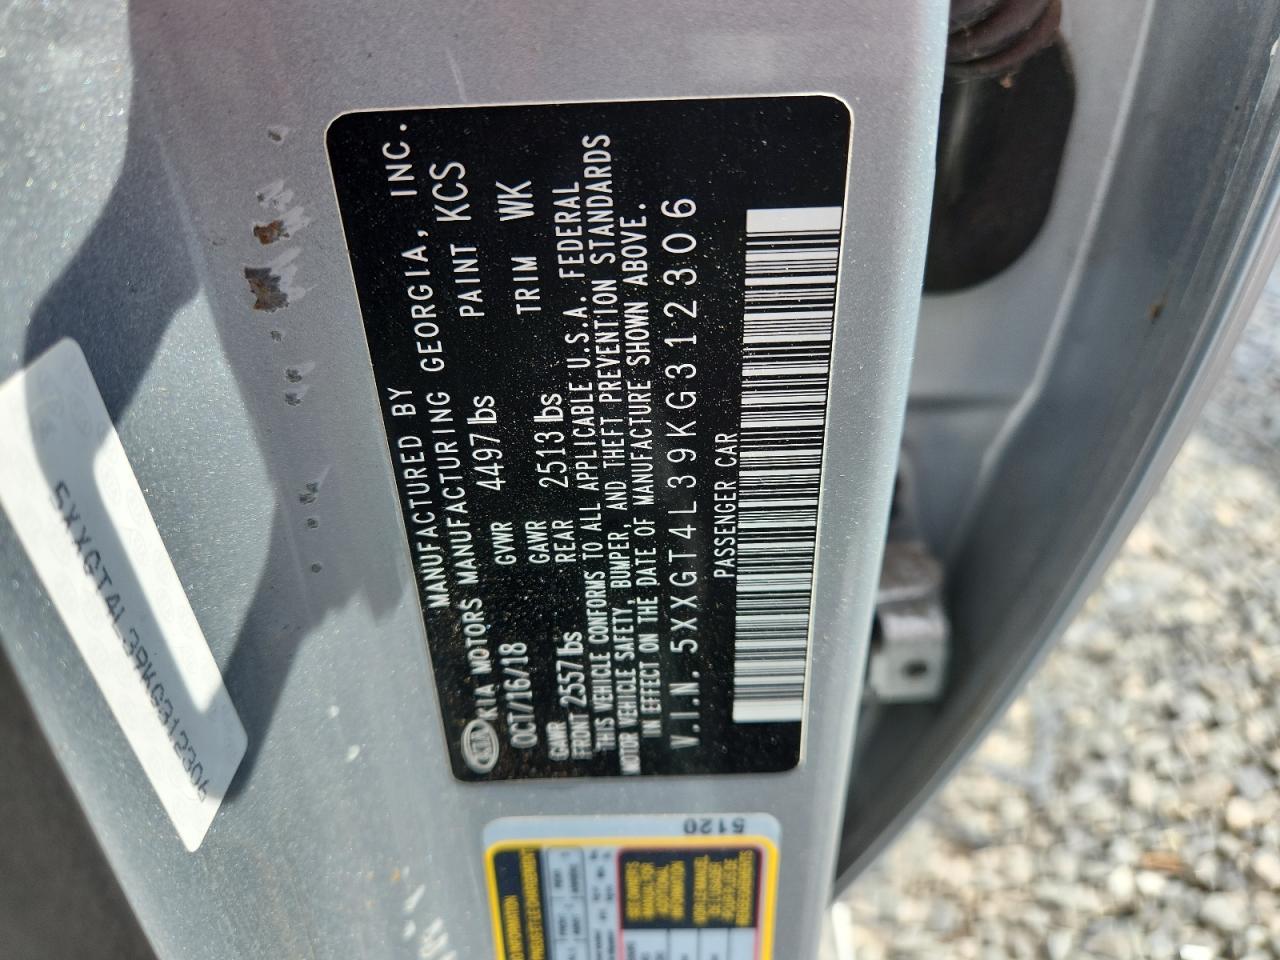 MANUFACTURED BY
KIA KIA MOTORS MANUFACTURING GEORGIA, INC.
OCT/16/18 GVWR 4497 lbs PAINT KCS
GAWR FRONT 2557 lbs GAWR REAR 2513 lbs TRIM WK
THIS VEHICLE CONFORMS TO ALL APPLICABLE U.S.A. FEDERAL
MOTOR VEHICLE SAFETY, BUMPER, AND THEFT PREVENTION STANDARDS
IN EFFECT ON THE DATE OF MANUFACTURE SHOWN ABOVE.
V.I.N. 5XXGT4L39KG312306
PASSENGER CAR
5XXGT4L39KG312306
5120